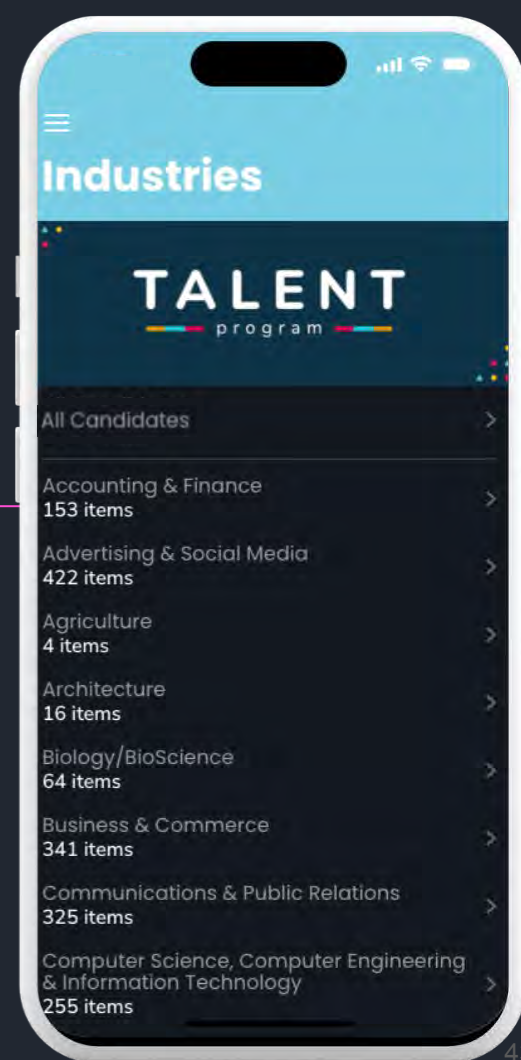 Industries
TALENT
program
All Candidates
Accounting & Finance
153 items
Advertising & Social Media
422 items
Agriculture
4 items
Architecture
16 items
Biology/BioScience
64 items
Business & Commerce
341 items
Communications & Public Relations
325 items
Computer Science, Computer Engineering
& Information Technology
255 items
4